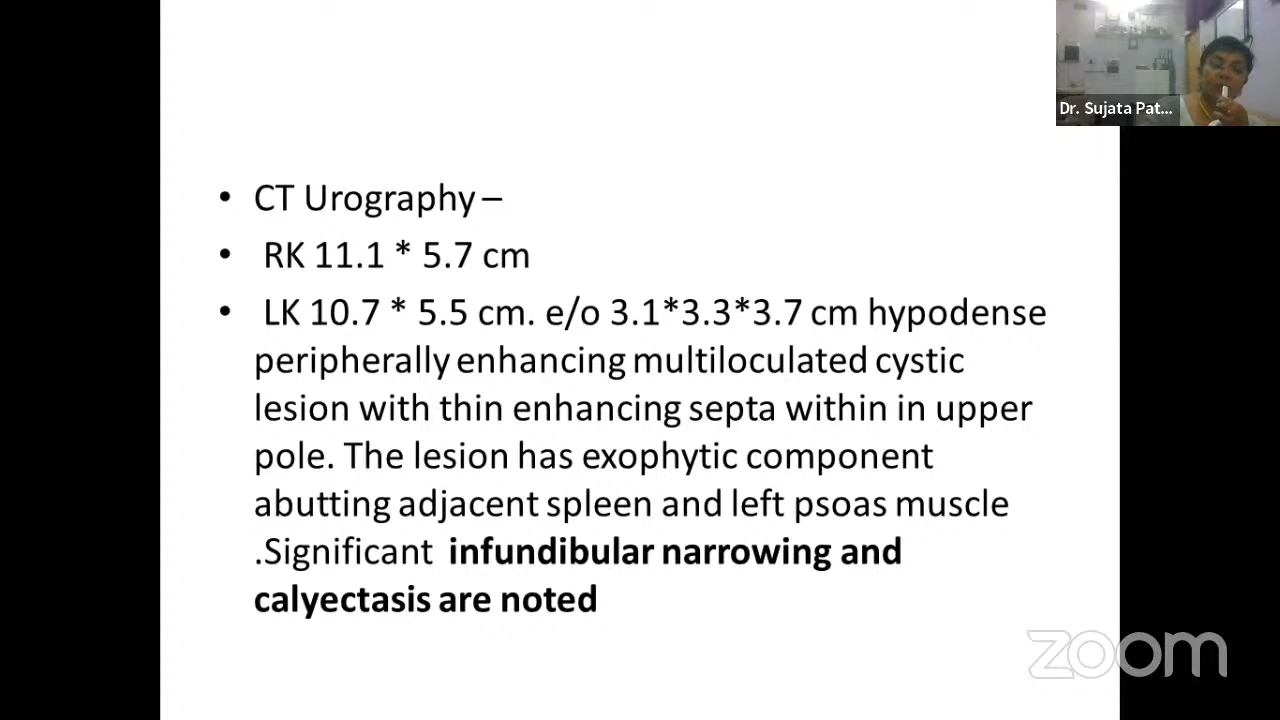 Dr. Sujata Pat...
• CT Urography –
• RK 11.1 * 5.7 cm
• LK 10.7 * 5.5 cm. e/o 3.1*3.3*3.7 cm hypodense
peripherally enhancing multiloculated cystic
lesion with thin enhancing septa within in upper
pole. The lesion has exophytic component
abutting adjacent spleen and left psoas muscle
.Significant infundibular narrowing and
calyectasis are noted
zoom